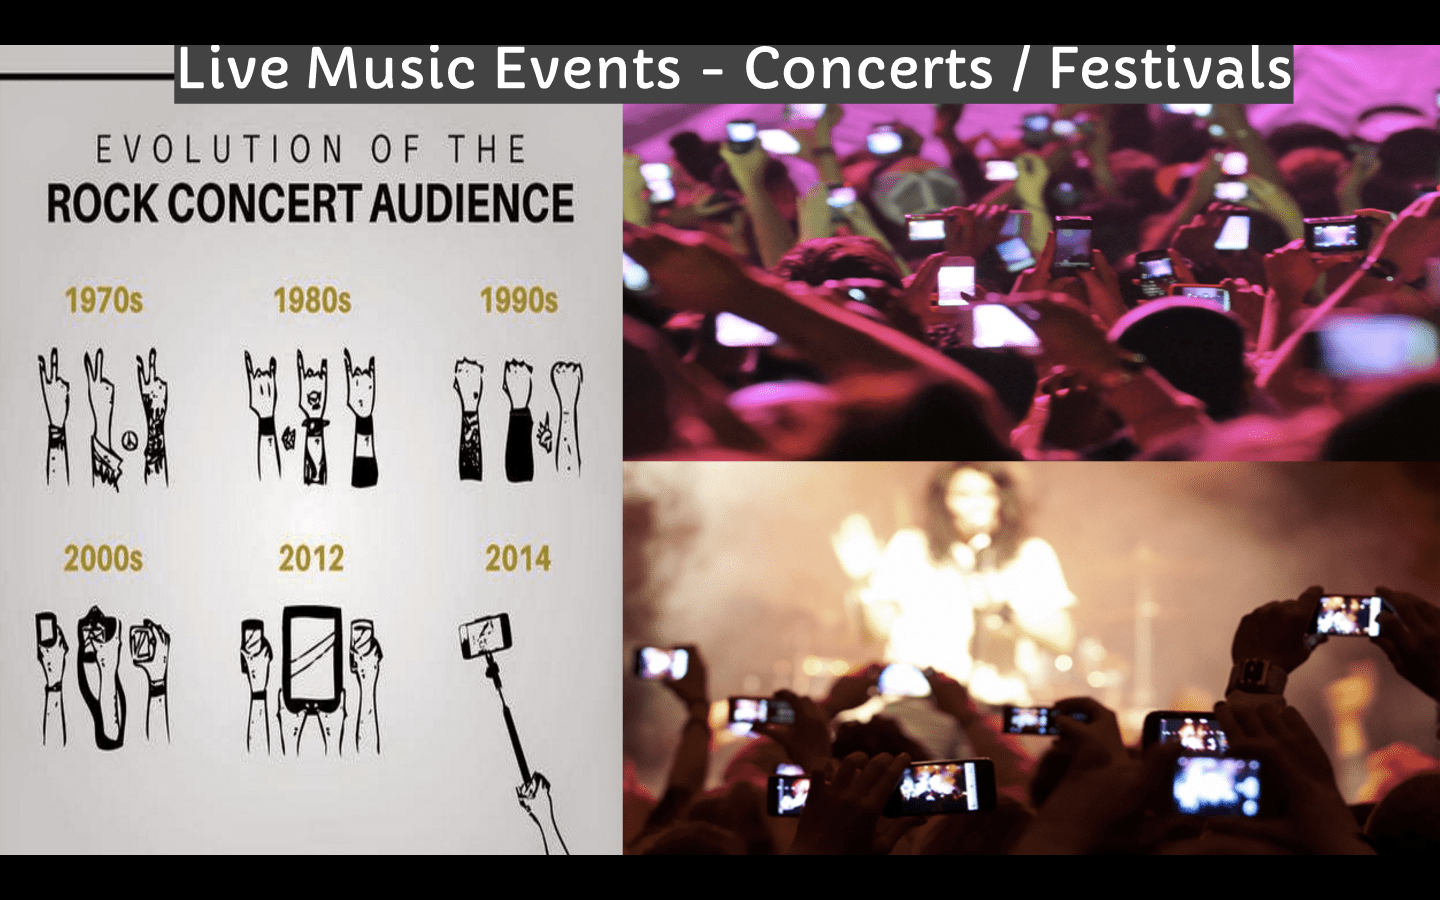 Live Music Events - Concerts / Festivals
EVOLUTION OF THE
ROCK CONCERT AUDIENCE
1970s
1980s
1990s
2000s
2012
2014